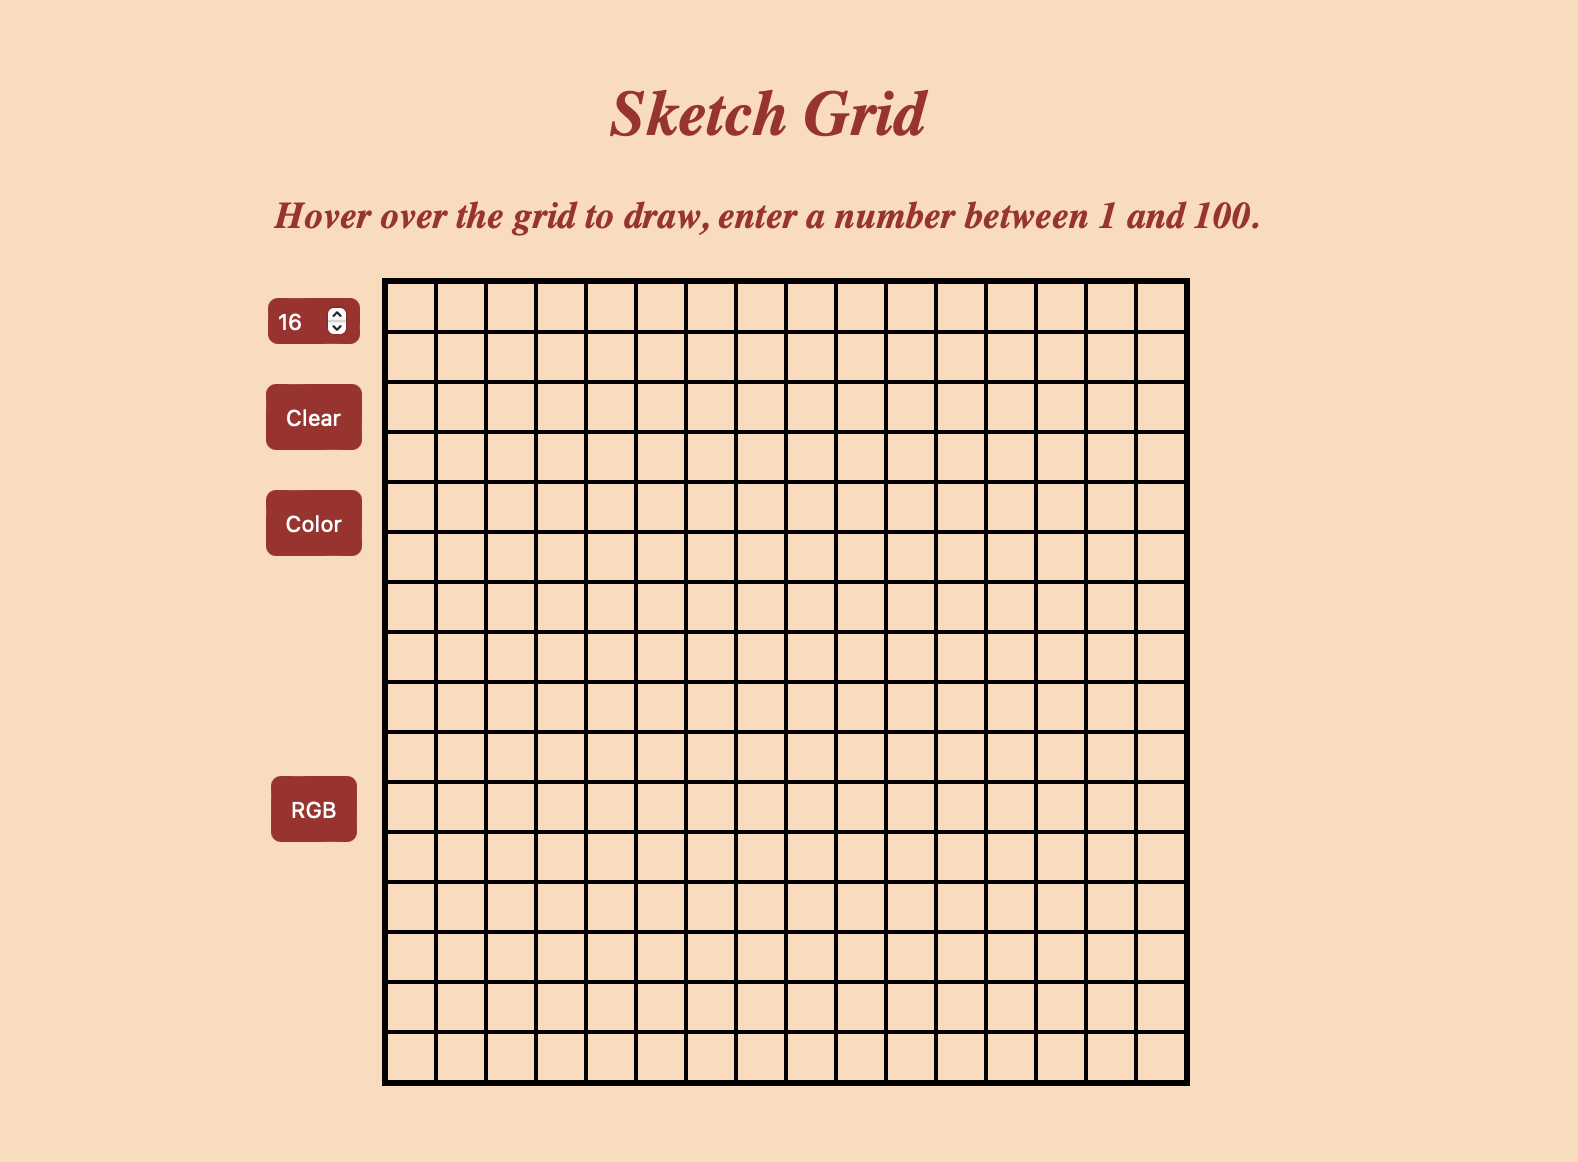 Sketch Grid
Hover over the grid to draw, enter a number between 1 and 100.
16
Clear
Color
RGB